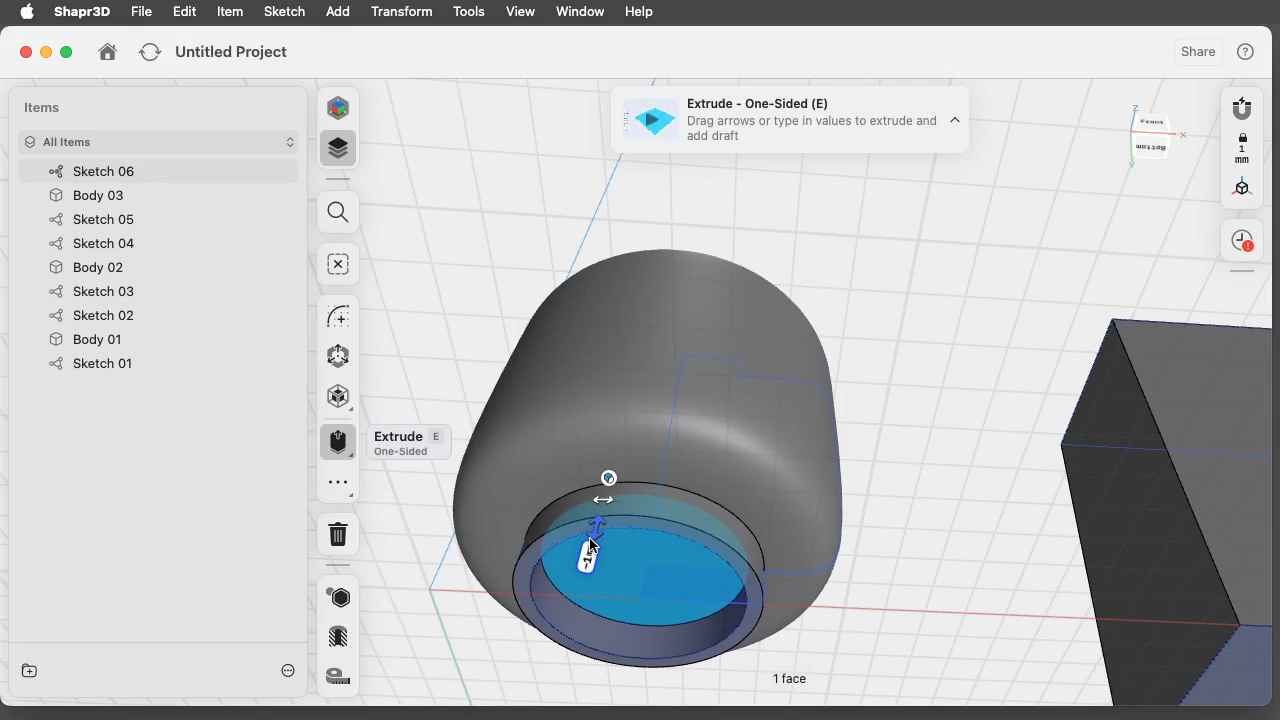 Shapr3D File Edit Item Sketch Add Transform Tools View Window Help
Untitled Project
Share
Items
All Items
Sketch 06
Body 03
Sketch 05
Sketch 04
Body 02
Sketch 03
Sketch 02
Body 01
Sketch 01
Extrude - One-Sided (E)
Drag arrows or type in values to extrude and
add draft
Z
Front
X
Bottom
Y
1
mm
Extrude E
One-Sided
1 face